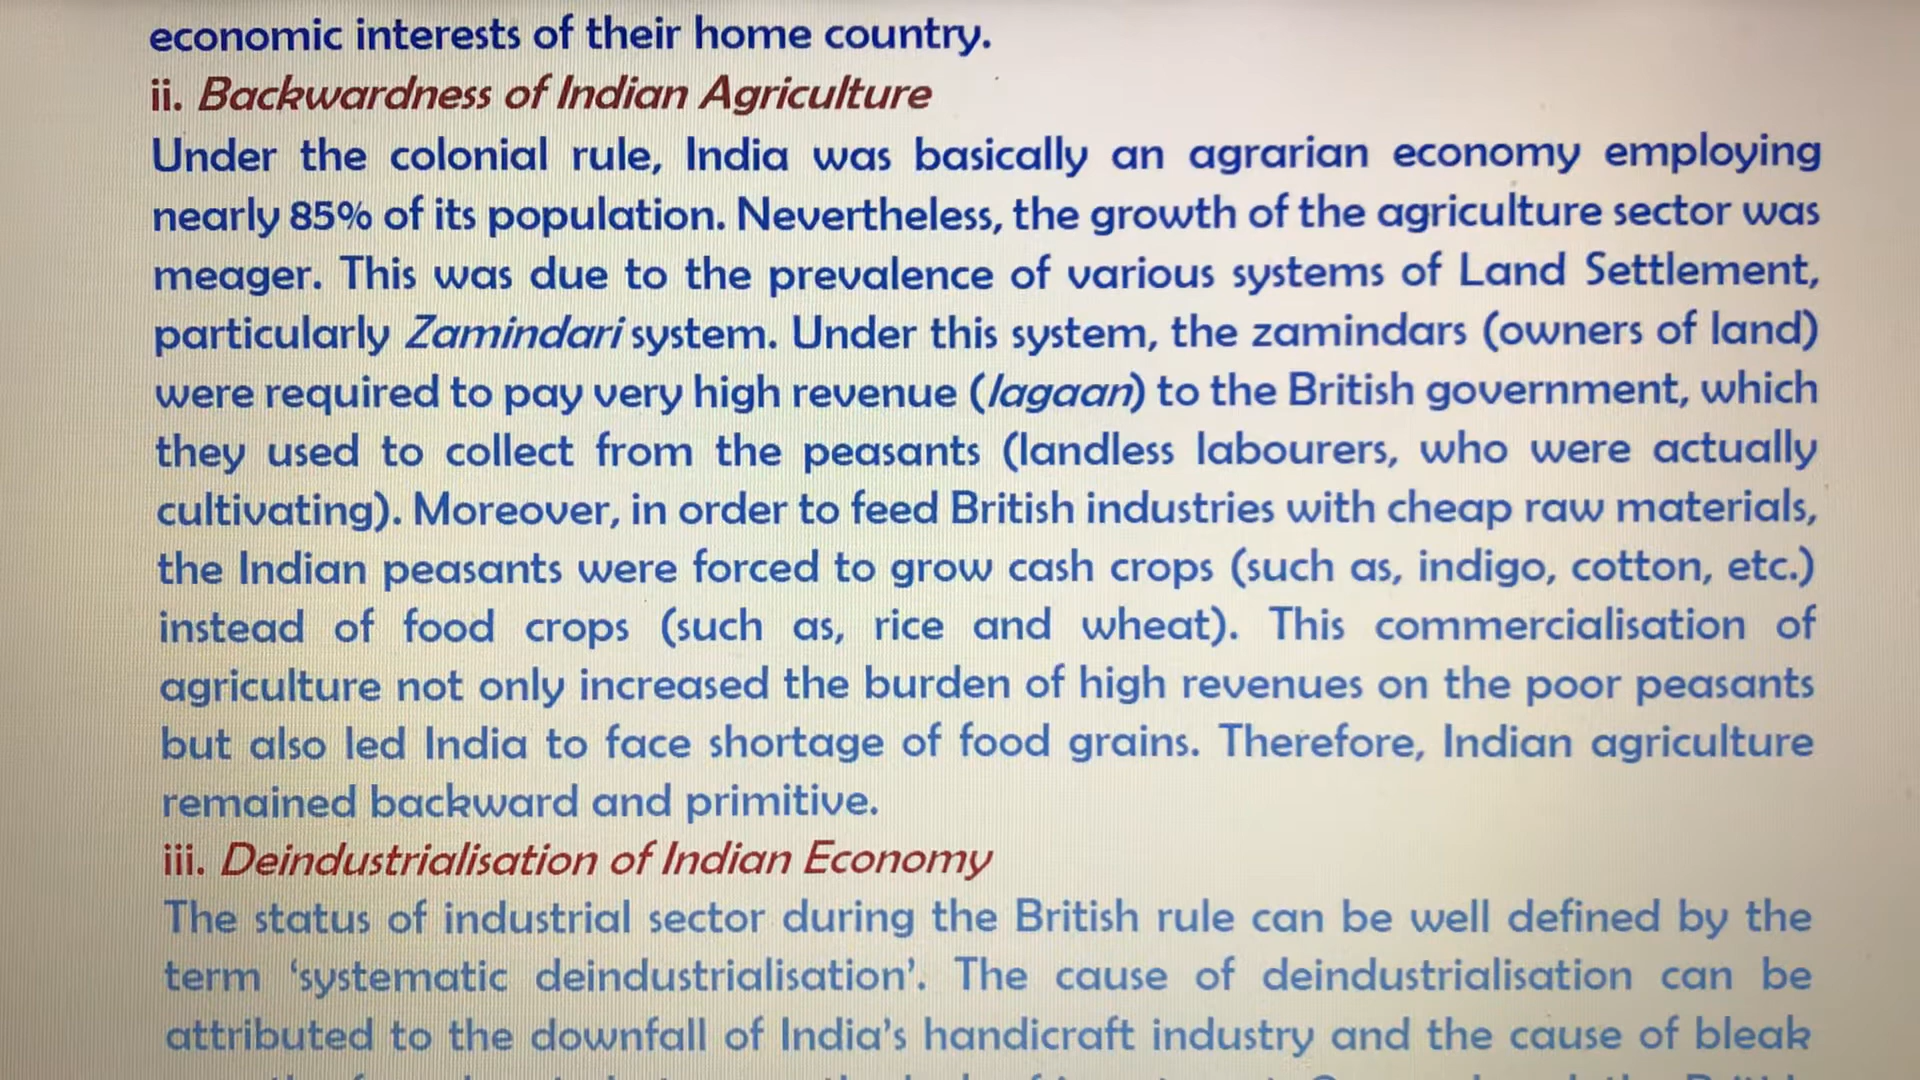 economic interests of their home country.
ii. Backwardness of Indian Agriculture
Under the colonial rule, India was basically an agrarian economy employing
nearly 85% of its population. Nevertheless, the growth of the agriculture sector was
meager. This was due to the prevalence of various systems of Land Settlement,
particularly Zamindari system. Under this system, the zamindars (owners of land)
were required to pay very high revenue (lagaan) to the British government, which
they used to collect from the peasants (landless labourers, who were actually
cultivating). Moreover, in order to feed British industries with cheap raw materials,
the Indian peasants were forced to grow cash crops (such as, indigo, cotton, etc.)
instead of food crops (such as, rice and wheat). This commercialisation of
agriculture not only increased the burden of high revenues on the poor peasants
but also led India to face shortage of food grains. Therefore, Indian agriculture
remained backward and primitive.
iii. Deindustrialisation of Indian Economy
The status of industrial sector during the British rule can be well defined by the
term ‘systematic deindustrialisation’. The cause of deindustrialisation can be
attributed to the downfall of India’s handicraft industry and the cause of bleak